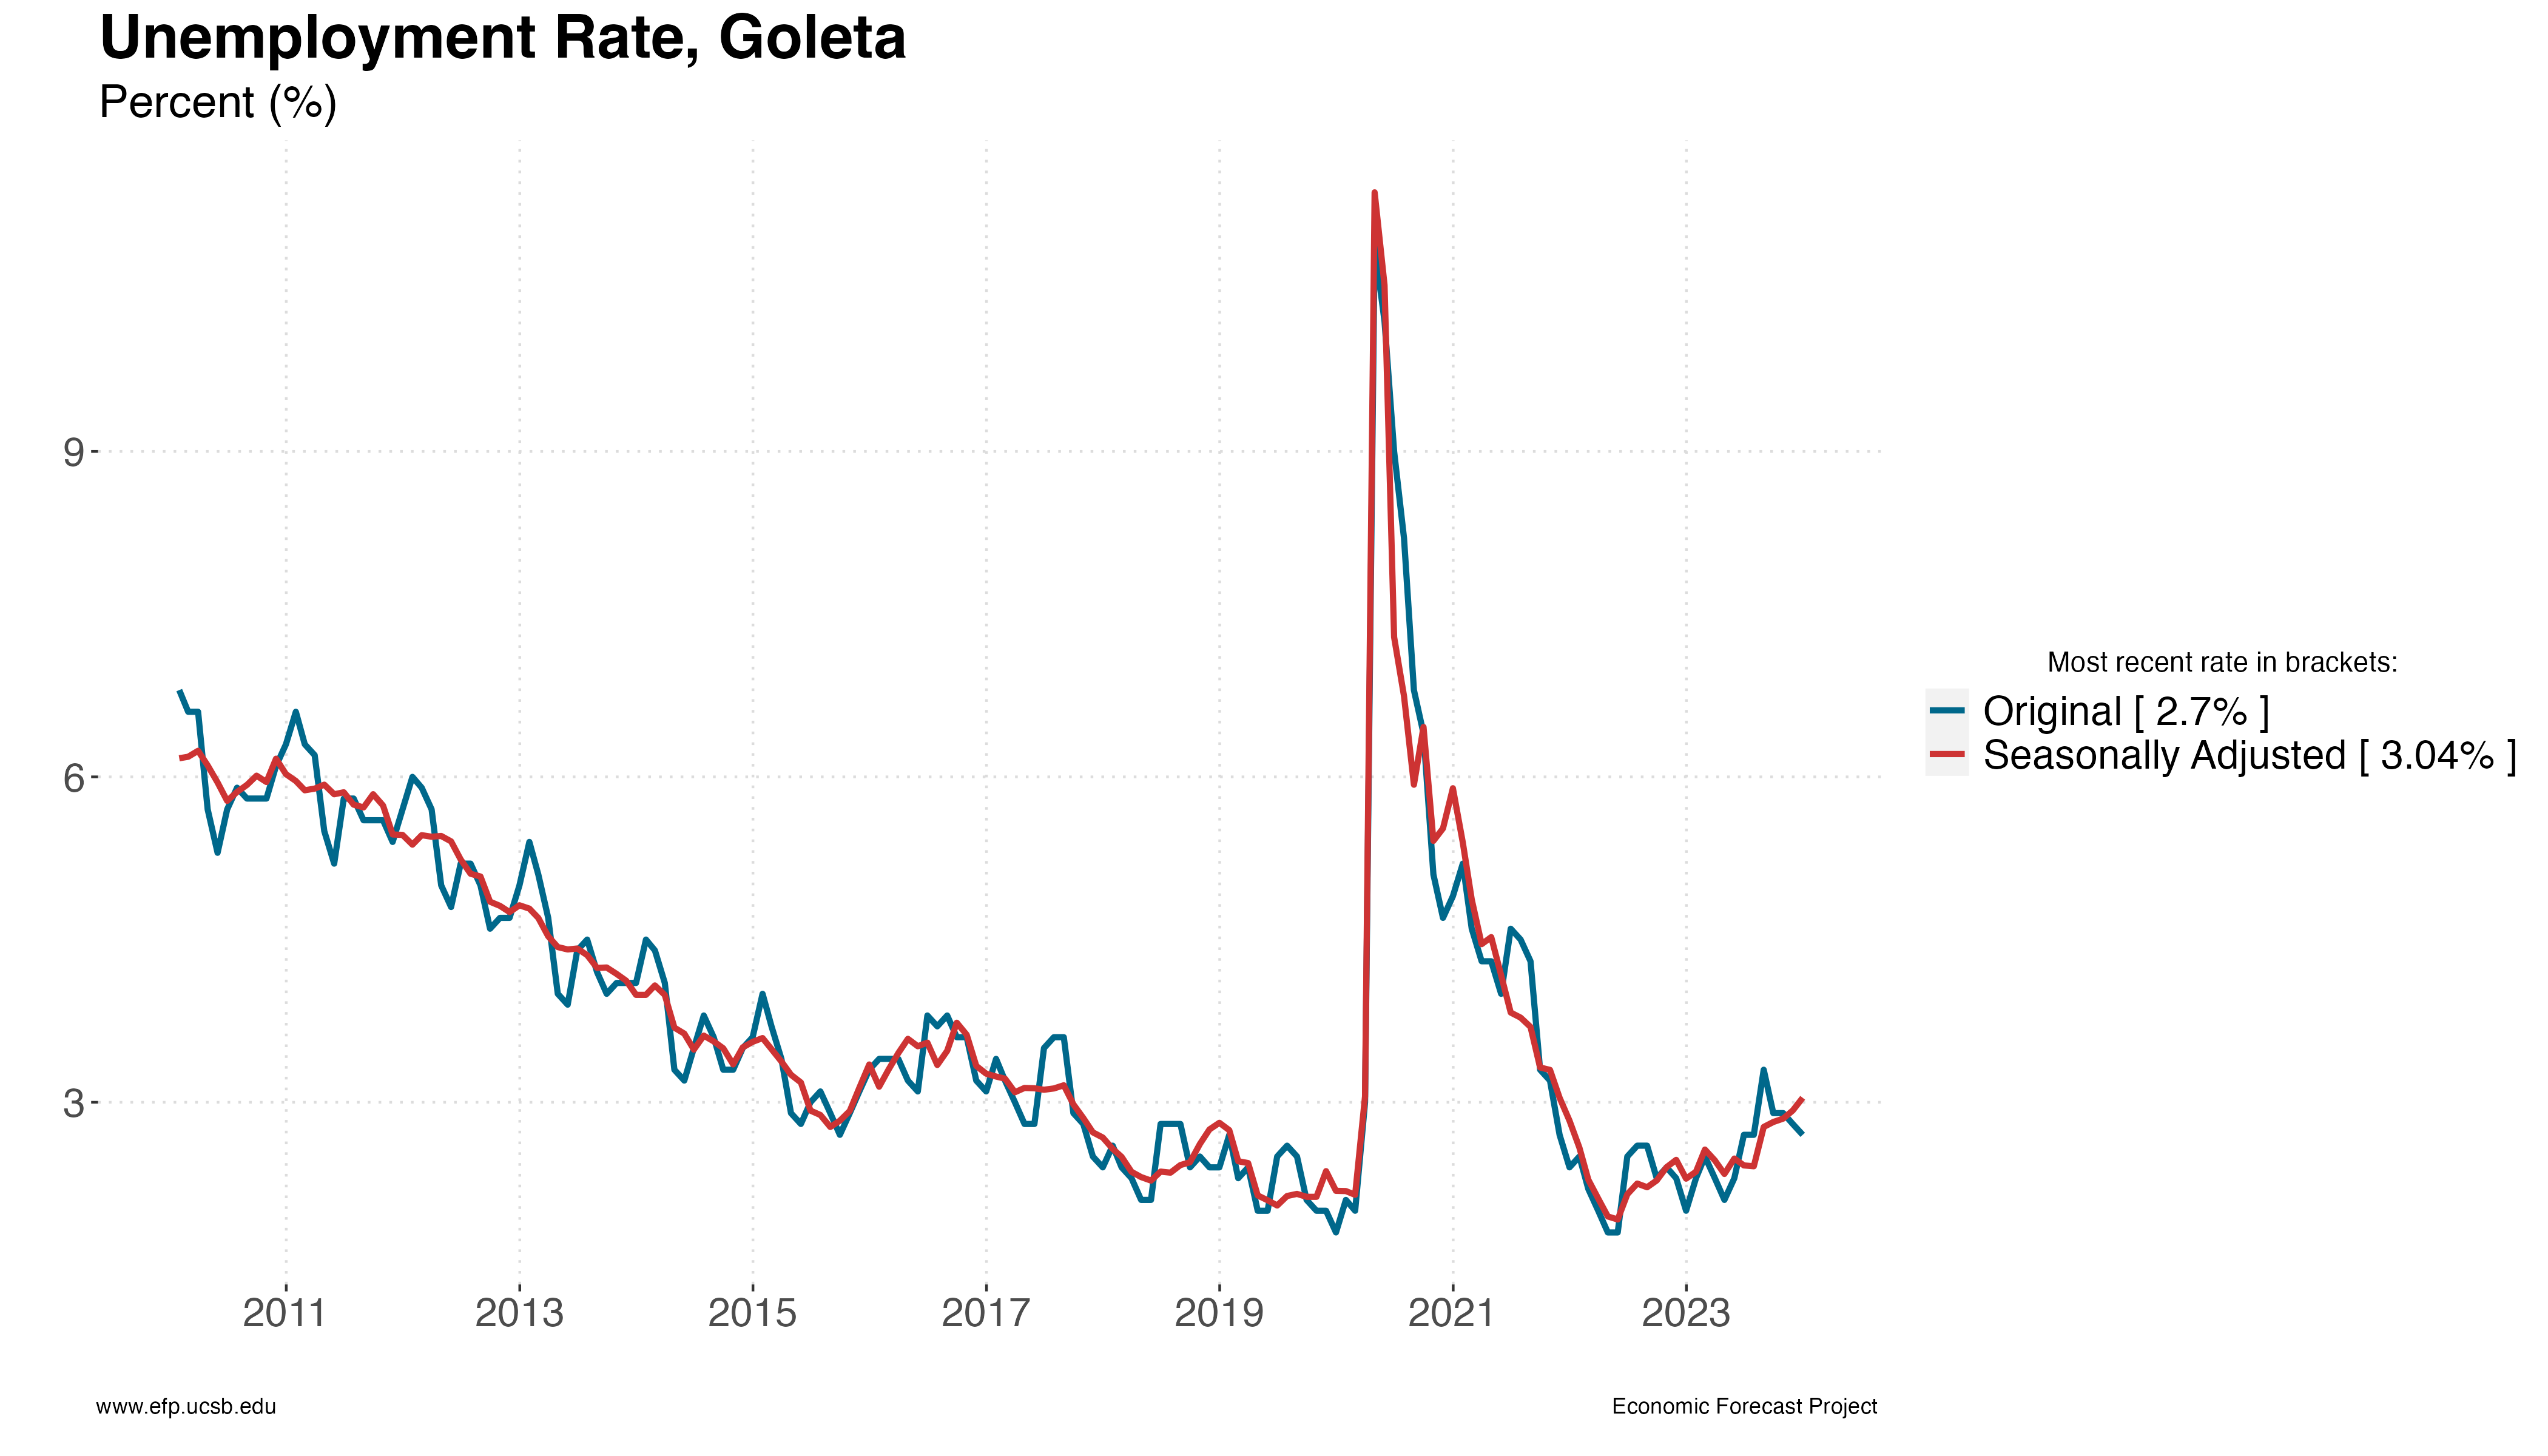 Unemployment Rate, Goleta
Percent (%)
9
6
3
Most recent rate in brackets:
Original [ 2.7% ]
Seasonally Adjusted [ 3.04% ]
2011 2013 2015 2017 2019 2021 2023
www.efp.ucsb.edu
Economic Forecast Project